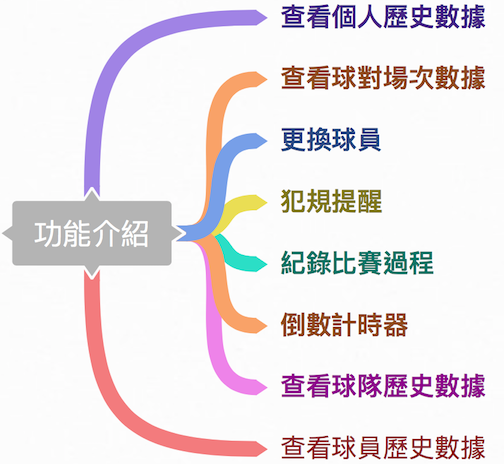 查看個人歷史數據
查看球對場次數據
更換球員
犯規提醒
功能介紹
紀錄比賽過程
倒數計時器
查看球隊歷史數據
查看球員歷史數據